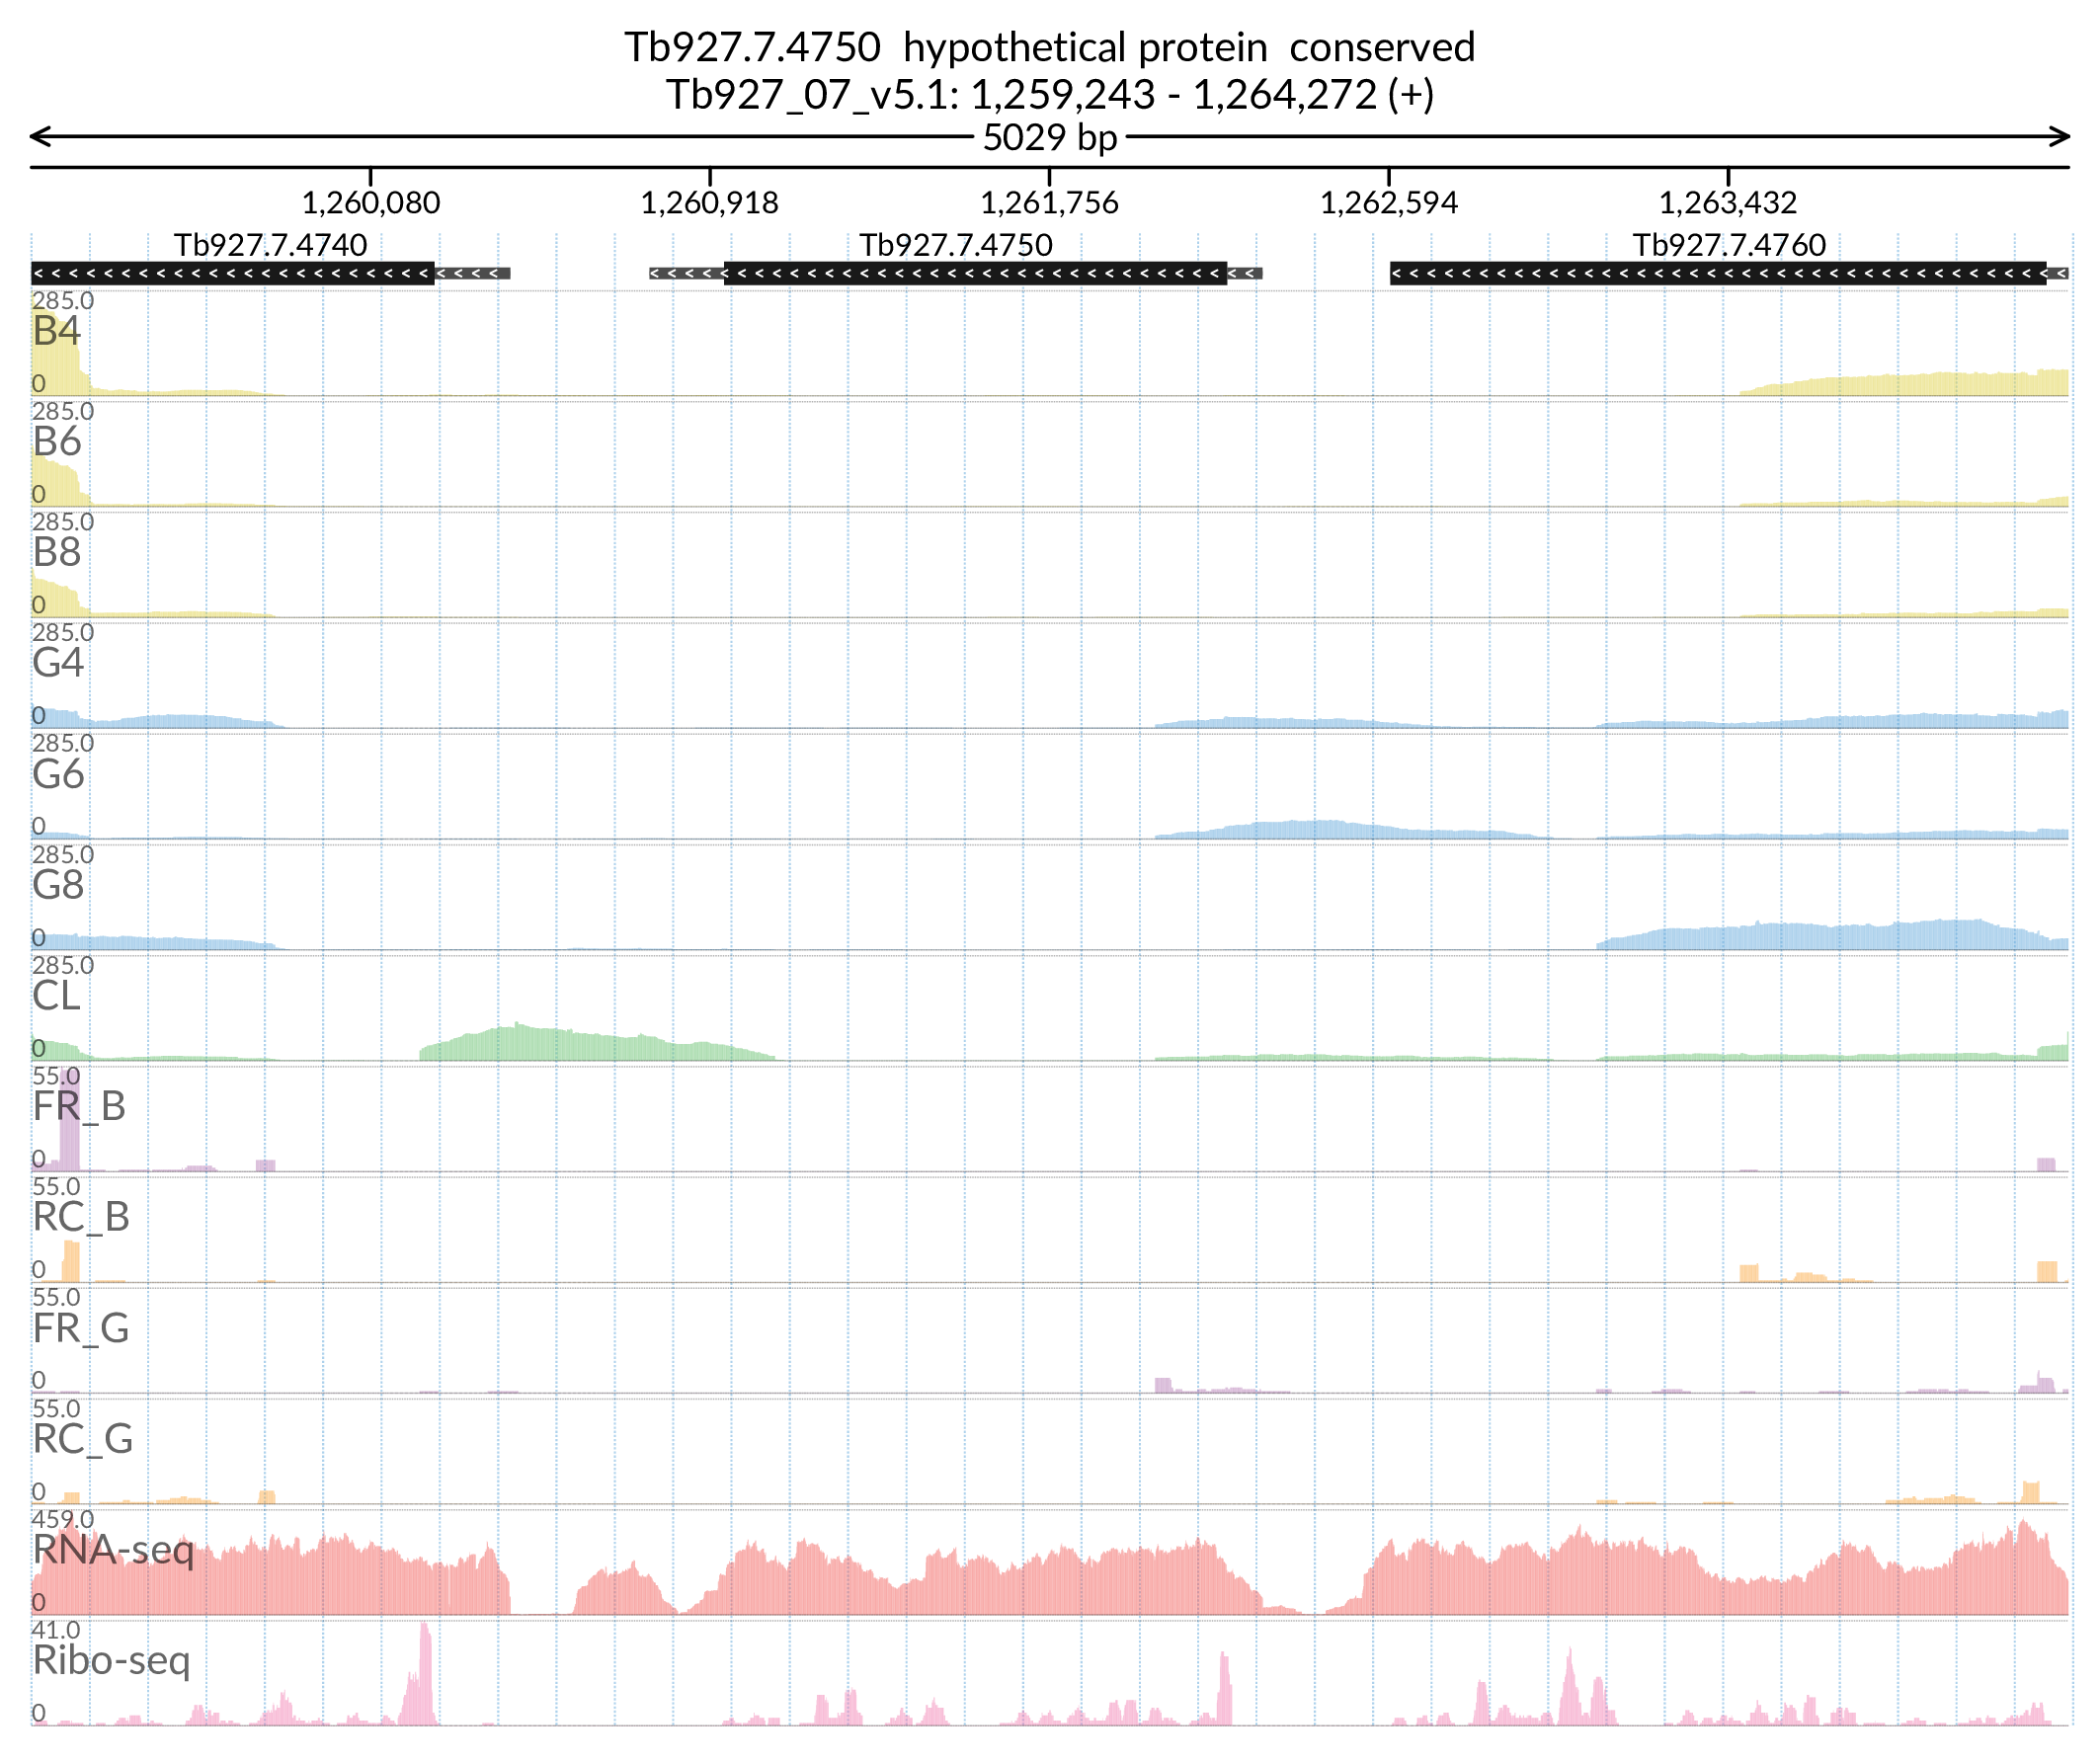 Tb927.7.4750 hypothetical protein conserved
Tb927_07_v5.1: 1,259,243 - 1,264,272 (+)
5029 bp
1,260,080 1,260,918 1,261,756 1,262,594 1,263,432
Tb927.7.4740 Tb927.7.4750 Tb927.7.4760
285.0
B4
0
285.0
B6
0
285.0
B8
0
285.0
G4
0
285.0
G6
0
285.0
G8
0
285.0
CL
0
55.0
FR_B
0
55.0
RC_B
0
55.0
FR_G
0
55.0
RC_G
0
459.0
RNA-seq
0
41.0
Ribo-seq
0